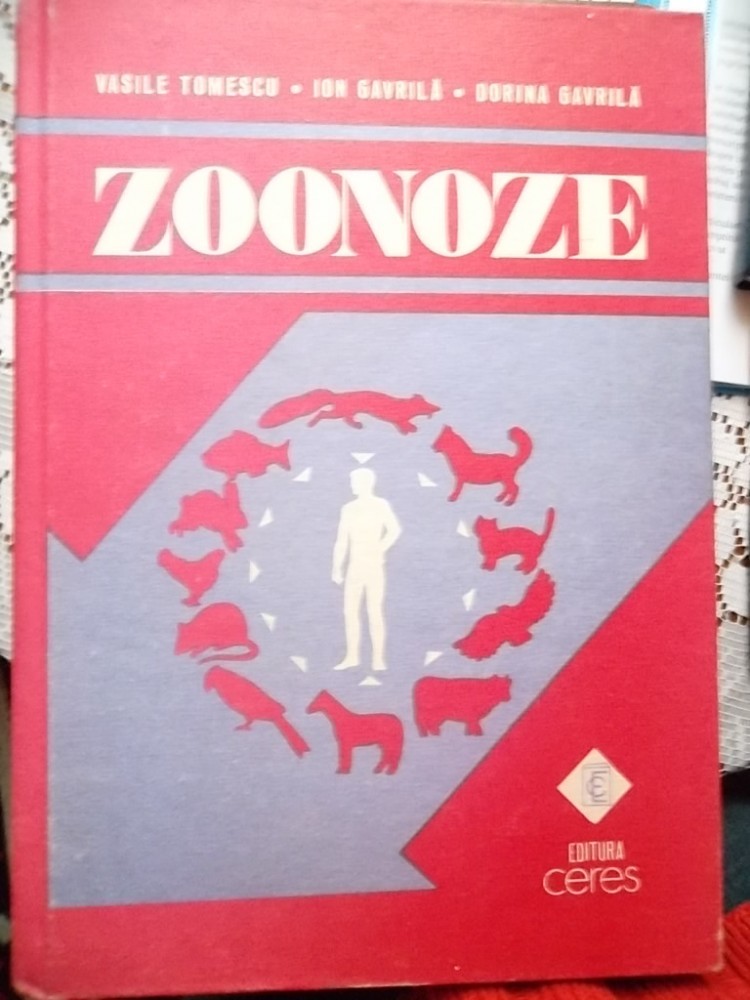 VASILE TOMESCU • ION GAVRILĂ • DORINA GAVRILĂ
ZOONOZE
EDITURA
ceres